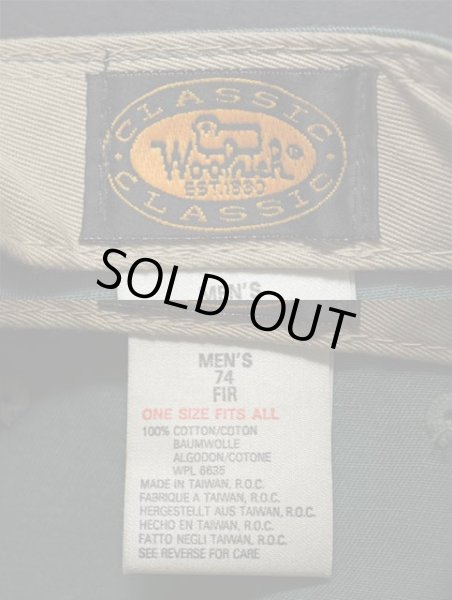 CLASSIC
Woolrich®
EST. 1830
CLASSIC
SOLD OUT
MEN'S
MEN'S
74
FIR
ONE SIZE FITS ALL
100% COTTON/COTON
BAUMWOLLE
ALGODON/COTONE
WPL 6635
MADE IN TAIWAN, R.O.C.
FABRIQUE A TAIWAN, R.O.C.
HERGESTELLT AUS TAIWAN, R.O.C.
HECHO EN TAIWAN, R.O.C.
FATTO NEGLI TAIWAN, R.O.C.
SEE REVERSE FOR CARE